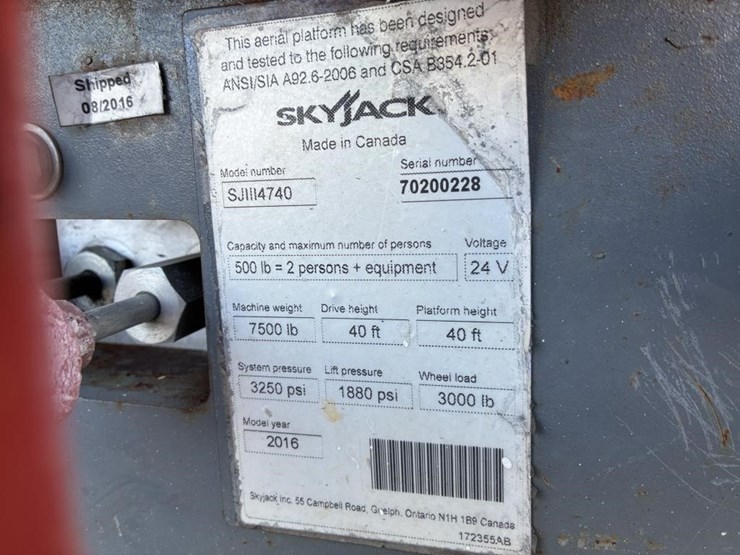 Shipped
08/2016
This aerial platform has been designed
and tested to the following requirements:
ANSI/SIA A92.6-2006 and CSA B354.2-01
SKYJACK
Made in Canada
Model number
Serial number
SJIII4740
70200228
Capacity and maximum number of persons
Voltage
500 lb = 2 persons + equipment
24 V
Machine weight
Drive height
Platform height
7500 lb
40 ft
40 ft
System pressure
Lift pressure
Wheel load
3250 psi
1880 psi
3000 lb
Model year
2016
Skyjack Inc. 55 Campbell Road, Guelph, Ontario N1H 1B9 Canada
172355AB